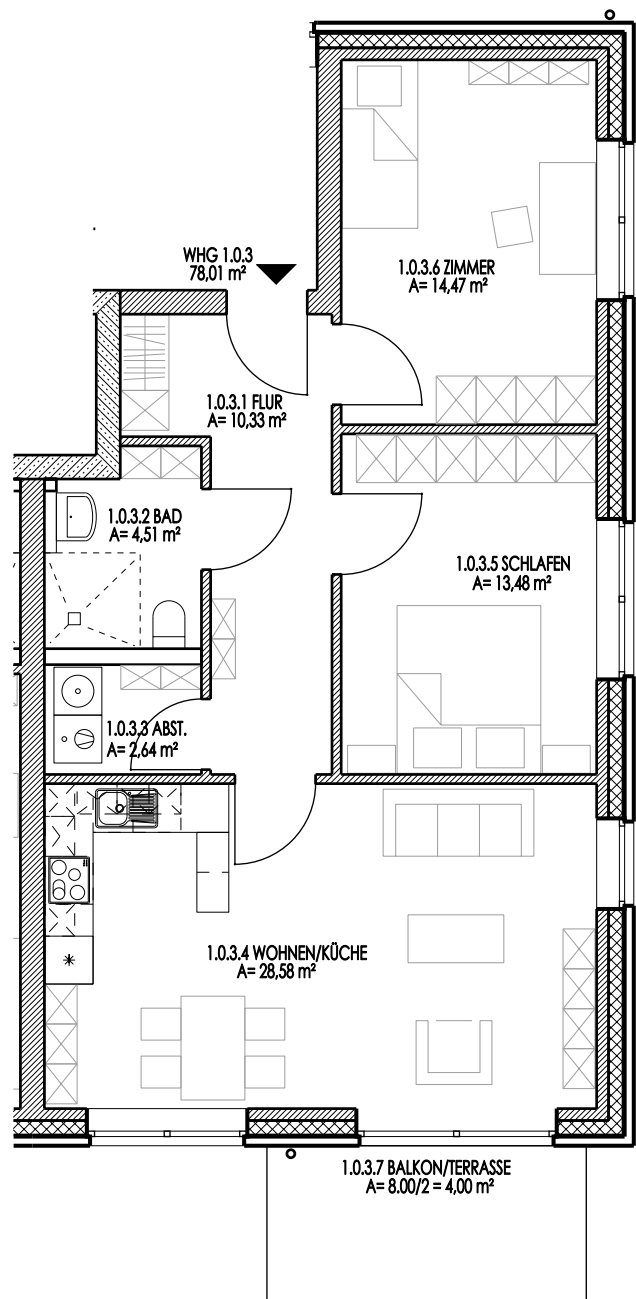 WHG 1.0.3
78,01 m²
1.0.3.6 ZIMMER
A= 14,47 m²
1.0.3.1 FLUR
A= 10,33 m²
1.0.3.2 BAD
A= 4,51 m²
1.0.3.5 SCHLAFEN
A= 13,48 m²
1.0.3.3 ABST.
A= 2,64 m²
1.0.3.4 WOHNEN/KÜCHE
A= 28,58 m²
1.0.3.7 BALKON/TERRASSE
A= 8.00/2 = 4,00 m²